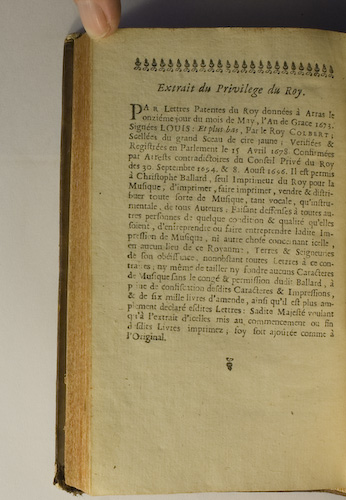 Extrait du Privilege du Roy.
PAR Lettres Patentes du Roy données à Arras le
onziéme jour du mois de May, l'An de Grace 1673.
Signées LOUIS: Et plus bas, Par le Roy COLBERT;
Scellées du grand Sceau de cire jaune; Verifiées &
Registrées en Parlement le 15 Avril 1678. Confirmées
par Arrests contradictoires du Conseil Privé du Roy
des 30. Septembre 1694. & 8. Aoust 1696. Il est permis
à Christophe Ballard, seul Imprimeur du Roy pour la
Musique, d'imprimer, faire imprimer, vendre & distri-
buer toute sorte de Musique, tant vocale, qu'instru-
mentale, de tous Auteurs; Faisant deffenses à toutes au-
tres personnes de quelque condition & qualité qu'elles
soient, d'entreprendre ou faire entreprendre ladite Im-
pression de Musique, ni autre chose concernant icelle,
en aucun lieu de ce Royaume, Terres & Seigneuries
de son obéissance, nonobstant toutes Lettres à ce con-
traires; ny même de tailler ny fondre aucuns Caracteres
de Musique sans le congé & permission dudit Ballard, à
peine de confiscation desdits Caracteres & Impressions,
& de six mille livres d'amende, ainsi qu'il est plus am-
plement declaré esdites Lettres: Sadite Majesté voulant
qu'à l'Extrait d'icelles mis au commencement ou fin
desdits Livres imprimez, foy soit ajoutée comme à
l'Original.